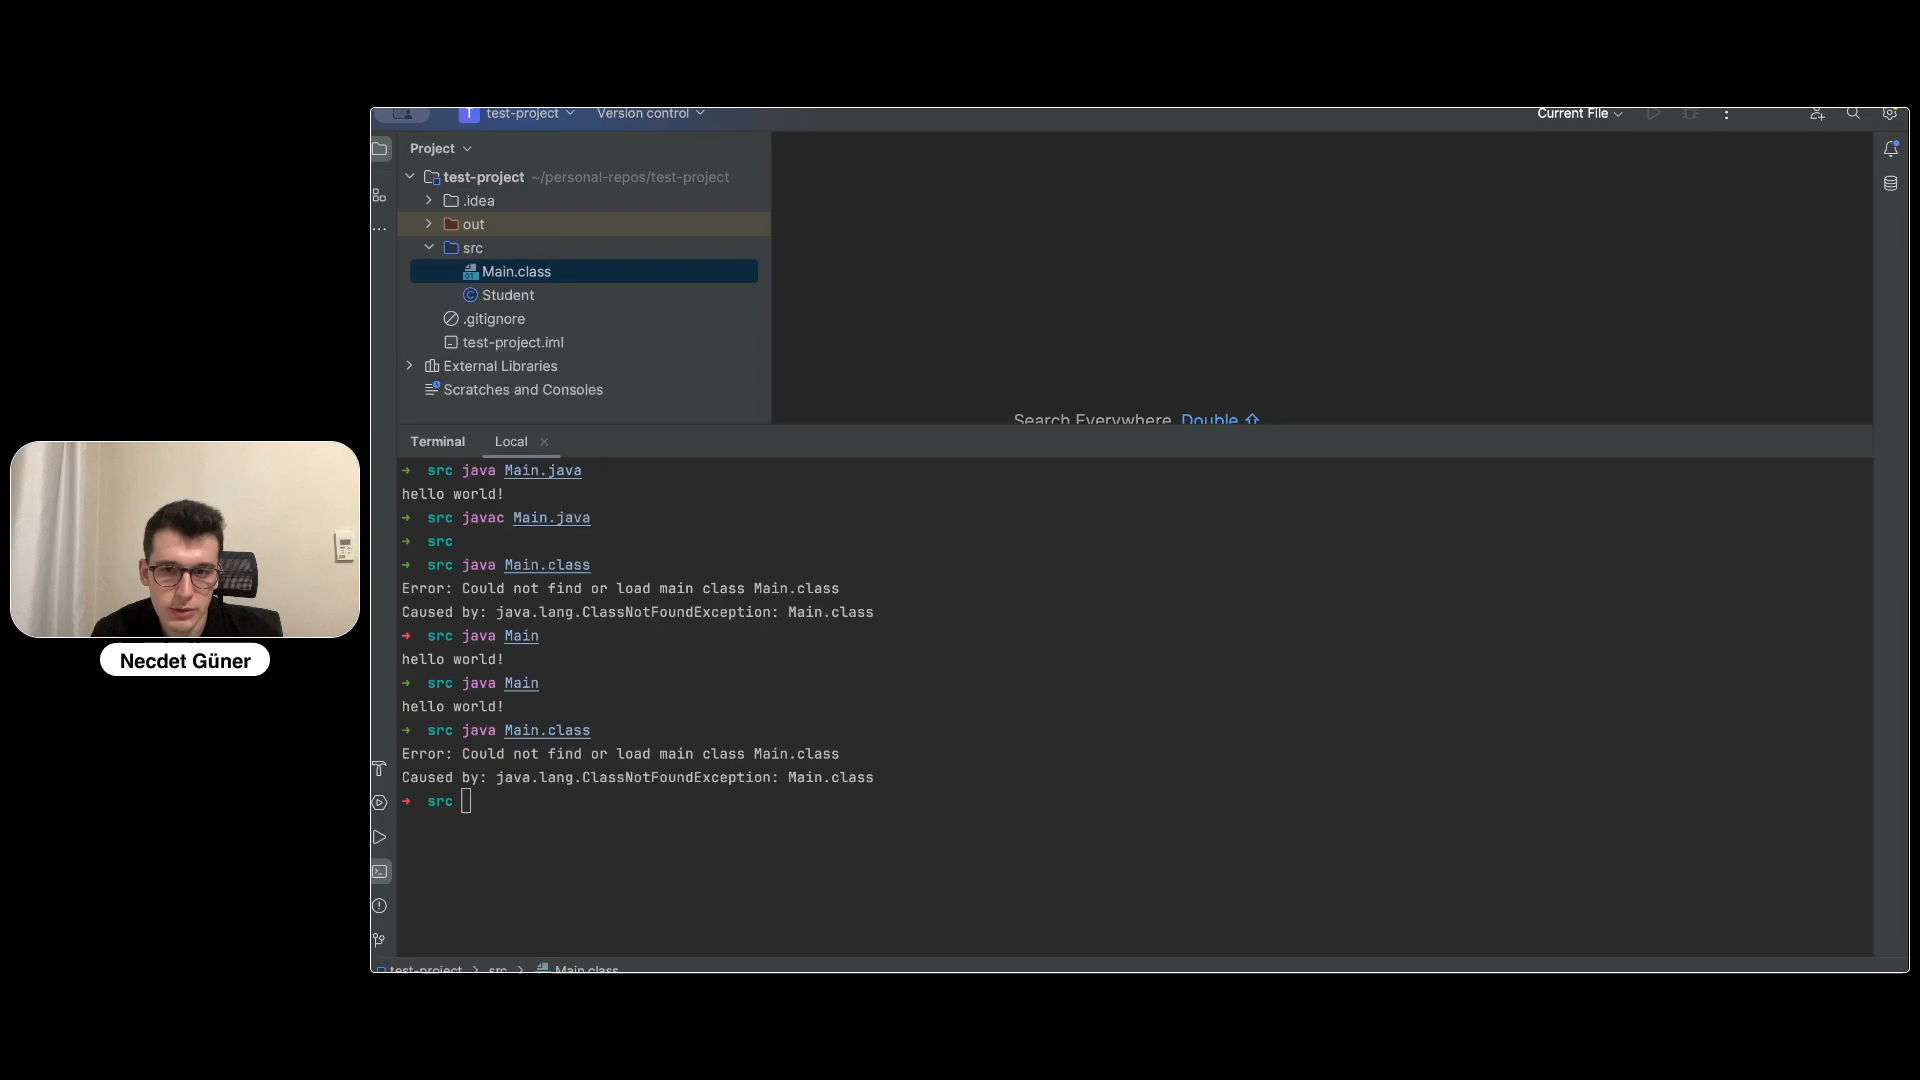 T test-project Version control Current File
Project
test-project ~/personal-repos/test-project
.idea
out
src
Main.class
Student
.gitignore
test-project.iml
External Libraries
Scratches and Consoles
Search Everywhere Double ⇧
Terminal Local ×
→ src java Main.java
hello world!
→ src javac Main.java
→ src
→ src java Main.class
Error: Could not find or load main class Main.class
Caused by: java.lang.ClassNotFoundException: Main.class
→ src java Main
hello world!
→ src java Main
hello world!
→ src java Main.class
Error: Could not find or load main class Main.class
Caused by: java.lang.ClassNotFoundException: Main.class
→ src
test-project > src > Main.class
Necdet Güner